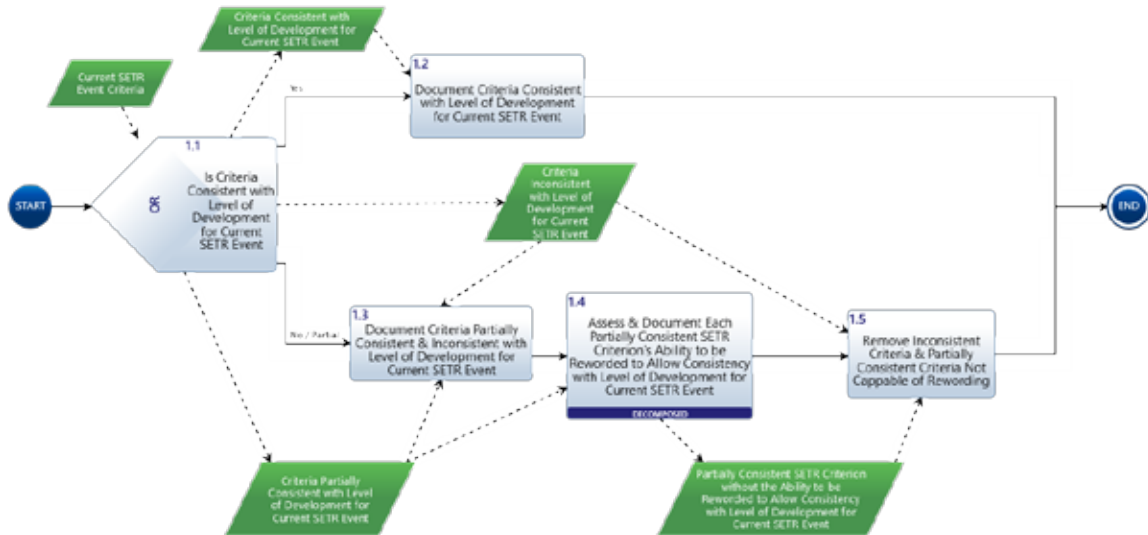 Criteria Consistent with
Level of Development for
Current SETR Event
Current SETR
Event Criteria
1.2
Document Criteria Consistent
with Level of Development
for Current SETR Event
Yes
1.1
Is Criteria
Consistent with
Level of
Development
for Current
SETR Event
OR
START
Criteria
Inconsistent
with Level of
Development
for Current
SETR Event
END
No / Partial
1.3
Document Criteria Partially
Consistent & Inconsistent with
Level of Development for
Current SETR Event
1.4
Assess & Document Each
Partially Consistent SETR
Criterion's Ability to be
Reworded to Allow Consistency
with Level of Development for
Current SETR Event
DECOMPOSED
1.5
Remove Inconsistent
Criteria & Partially
Consistent Criteria Not
Cappable of Rewording
Criteria Partially
Consistent with Level
of Development for
Current SETR Event
Partially Consistent SETR Criterion
without the Ability to be
Reworded to Allow Consistency
with Level of Development for
Current SETR Event